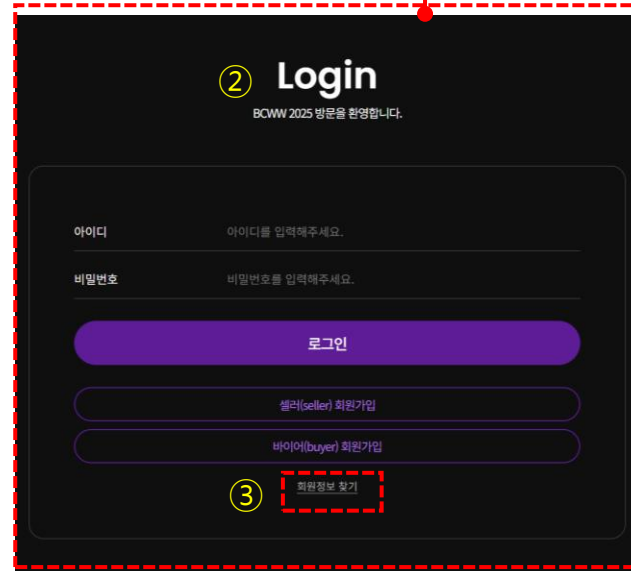 ② Login
BCWW 2025 방문을 환영합니다.
아이디 아이디를 입력해주세요.
비밀번호 비밀번호를 입력해주세요.
로그인
셀러(seller) 회원가입
바이어(buyer) 회원가입
③ 회원정보 찾기